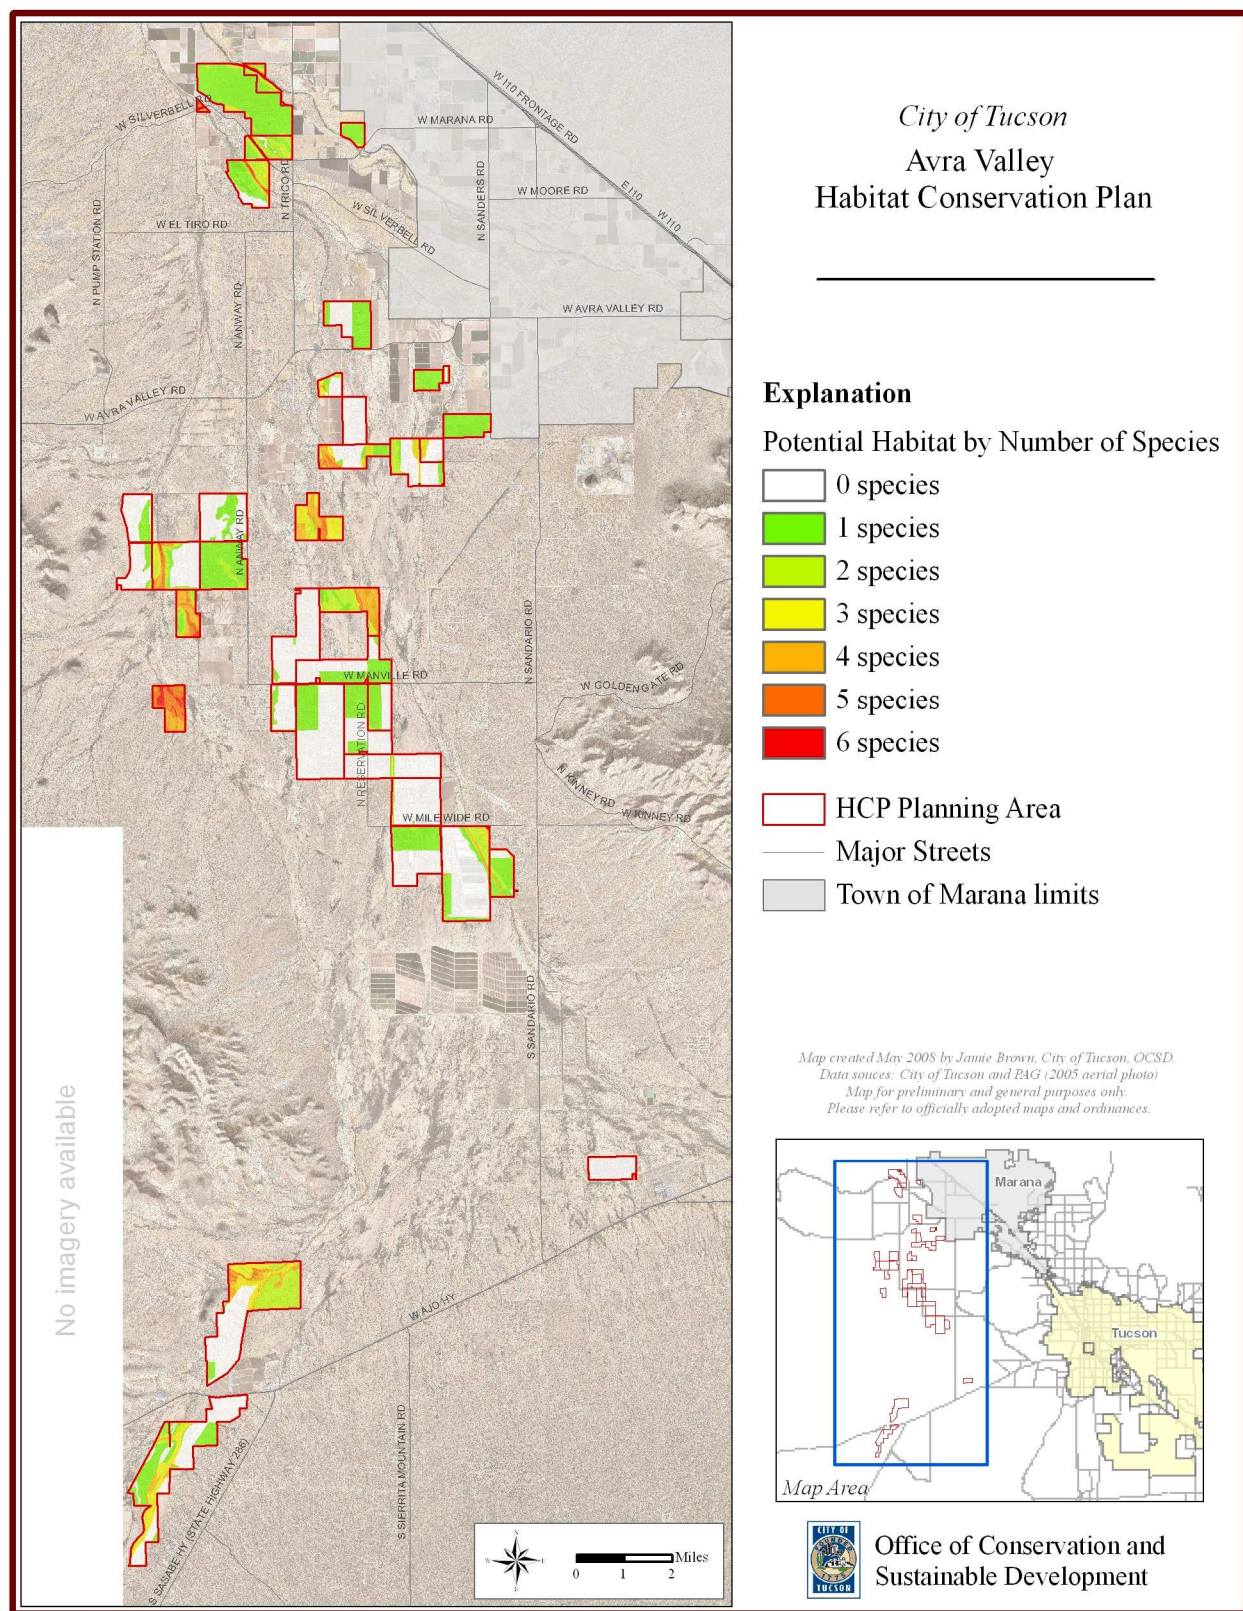 City of Tucson
Avra Valley
Habitat Conservation Plan
Explanation
Potential Habitat by Number of Species
0 species
1 species
2 species
3 species
4 species
5 species
6 species
HCP Planning Area
Major Streets
Town of Marana limits
Map created May 2008 by Jamie Brown, City of Tucson, OCSD.
Data souces: City of Tucson and PAG (2005 aerial photo)
Map for preliminary and general purposes only.
Please refer to officially adopted maps and ordinances.
Marana
Tucson
Map Area
CITY OF
TUCSON
Office of Conservation and
Sustainable Development
W I10 FRONTAGE RD
W SILVERBELL RD
W MARANA RD
N SANDERS RD
E I10
W I10
W MOORE RD
N TRICO RD
N PUMP STATION RD
W EL TIRO RD
W SILVERBELL RD
N ANWAY RD
W AVRA VALLEY RD
W AVRA VALLEY RD
N ANWAY RD
N SANDARIO RD
W MANVILLE RD
W GOLDEN GATE RD
N RESERVATION RD
N KINNEY RD
W KINNEY RD
W MILE WIDE RD
S SANDARIO RD
No imagery available
W AJO HY
S SASABE HY (STATE HIGHWAY 286)
S SIERRITA MOUNTAIN RD
N
W
E
S
Miles
0 1 2